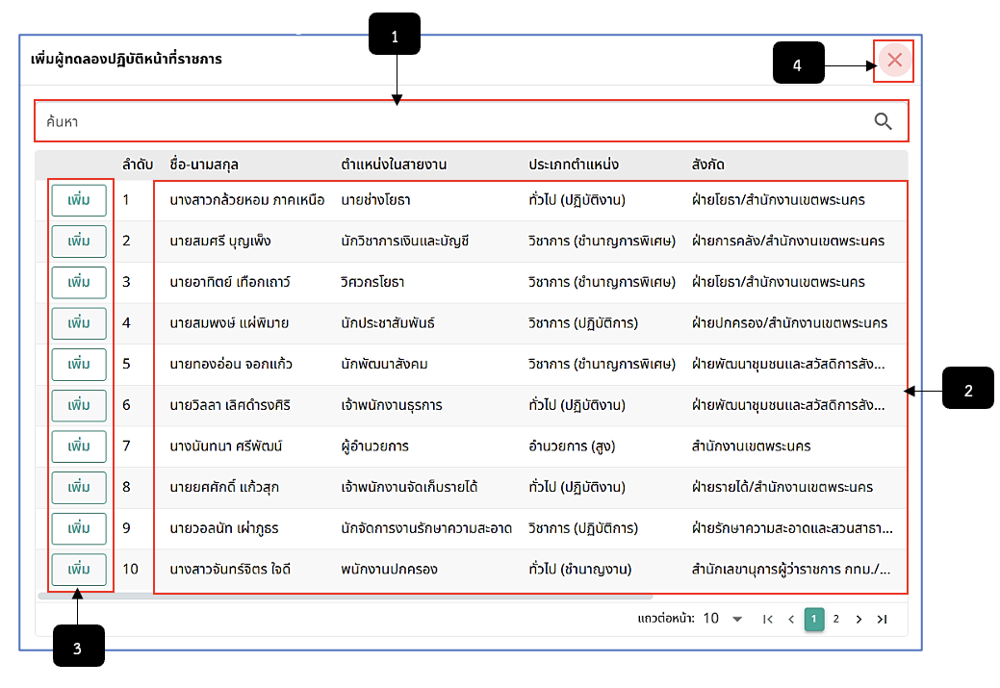 1
เพิ่มผู้ทดลองปฏิบัติหน้าที่ราชการ
4
ค้นหา
ลำดับ ชื่อ-นามสกุล ตำแหน่งในสายงาน ประเภทตำแหน่ง สังกัด
เพิ่ม 1 นางสาวกล้วยหอม ภาคเหนือ นายช่างโยธา ทั่วไป (ปฏิบัติงาน) ฝ่ายโยธา/สำนักงานเขตพระนคร
เพิ่ม 2 นายสมศรี บุญเพ็ง นักวิชาการเงินและบัญชี วิชาการ (ชำนาญการพิเศษ) ฝ่ายการคลัง/สำนักงานเขตพระนคร
เพิ่ม 3 นายอาทิตย์ เทือกเถาว์ วิศวกรโยธา วิชาการ (ชำนาญการพิเศษ) ฝ่ายโยธา/สำนักงานเขตพระนคร
เพิ่ม 4 นายสมพงษ์ แผ่พิมาย นักประชาสัมพันธ์ วิชาการ (ปฏิบัติการ) ฝ่ายปกครอง/สำนักงานเขตพระนคร
เพิ่ม 5 นายทองอ่อน จอกแก้ว นักพัฒนาสังคม วิชาการ (ชำนาญการพิเศษ) ฝ่ายพัฒนาชุมชนและสวัสดิการสัง...
เพิ่ม 6 นายวิลลา เลิศดำรงศิริ เจ้าพนักงานธุรการ ทั่วไป (ปฏิบัติงาน) ฝ่ายพัฒนาชุมชนและสวัสดิการสัง...
2
เพิ่ม 7 นางนันทนา ศรีพัฒน์ ผู้อำนวยการ อำนวยการ (สูง) สำนักงานเขตพระนคร
เพิ่ม 8 นายยศศักดิ์ แก้วสุก เจ้าพนักงานจัดเก็บรายได้ ทั่วไป (ปฏิบัติงาน) ฝ่ายรายได้/สำนักงานเขตพระนคร
เพิ่ม 9 นายวอลนัท เผ่าภูธร นักจัดการงานรักษาความสะอาด วิชาการ (ปฏิบัติการ) ฝ่ายรักษาความสะอาดและสวนสาธา...
เพิ่ม 10 นางสาวจันทร์จิตร ใจดี พนักงานปกครอง ทั่วไป (ชำนาญงาน) สำนักเลขานุการผู้ว่าราชการ กทม./...
แถวต่อหน้า: 10 1 2
3